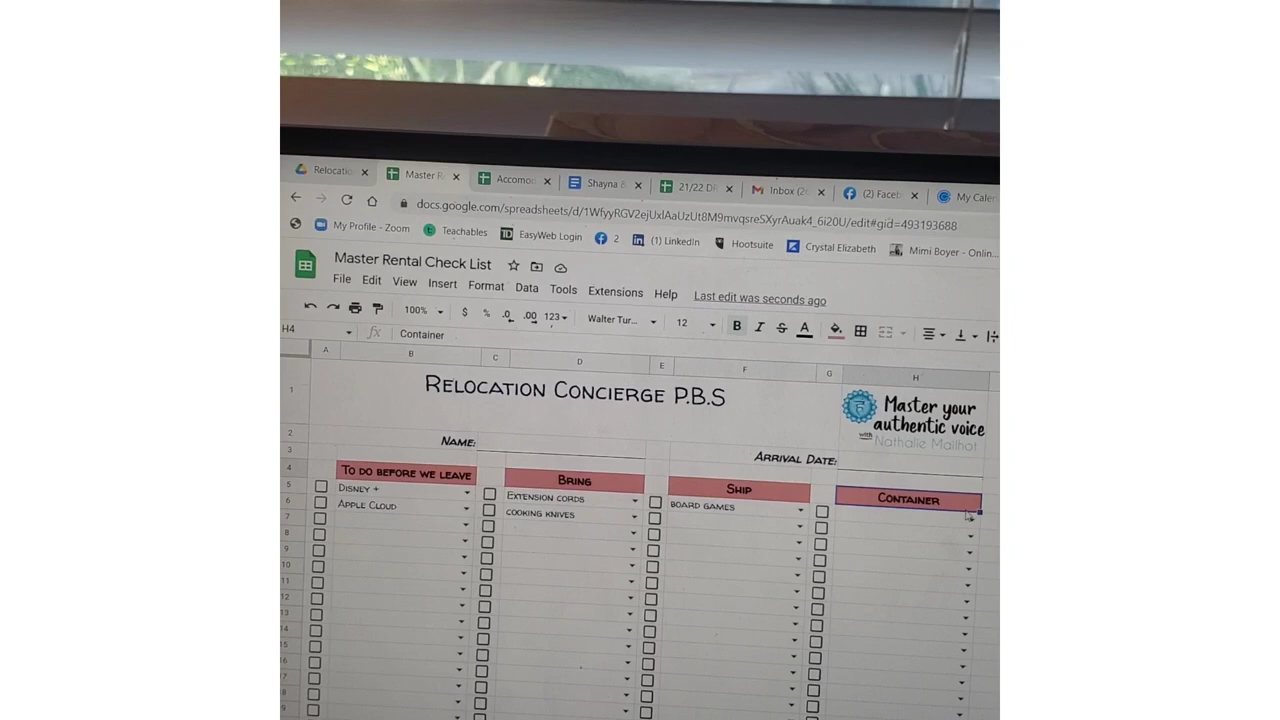 Relocatio
Master R
Accomod
Shayna &
21/22 DR
Inbox (2
(2) Faceb
My Calen
docs.google.com/spreadsheets/d/1WfyyRGV2ejUxlAaUzUt8M9mvqsreSXyrAuak4_6i20U/edit#gid=493193688
My Profile - Zoom
Teachables
TD
EasyWeb Login
2
(1) LinkedIn
Hootsuite
Crystal Elizabeth
Mimi Boyer - Onlin...
Master Rental Check List
File Edit View Insert Format Data Tools Extensions Help Last edit was seconds ago
100% $ % .0 .00 123 Walter Tur... 12 B I S A
H4 fx Container
A B C D E F G H
1 RELOCATION CONCIERGE P.B.S
Master your
authentic voice
with Nathalie Mailhot
2 NAME:
3 ARRIVAL DATE:
4 TO DO BEFORE WE LEAVE BRING SHIP CONTAINER
5 DISNEY + EXTENSION CORDS BOARD GAMES
6 APPLE CLOUD COOKING KNIVES
7
8
9
10
11
12
13
14
15
16
17
18
19